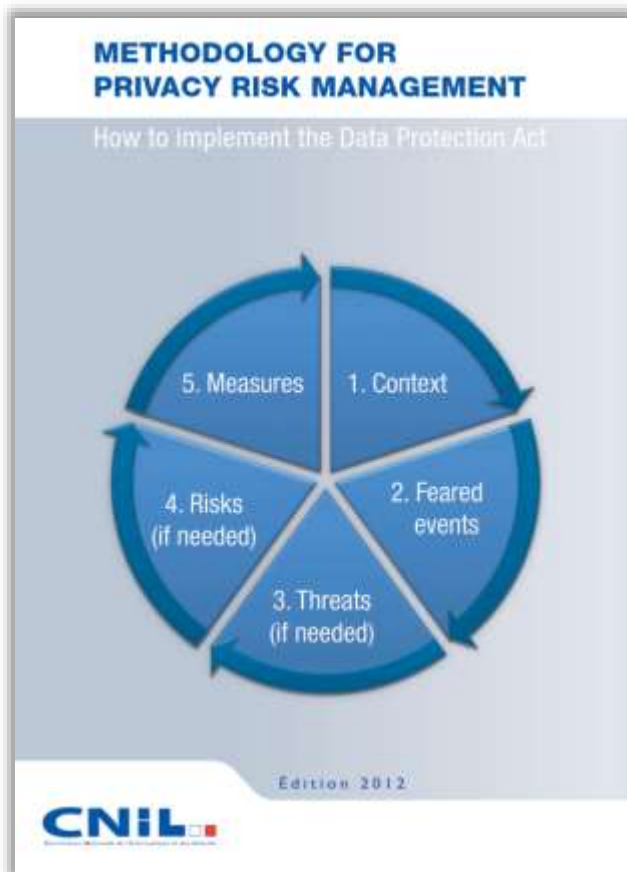 METHODOLOGY FOR
PRIVACY RISK MANAGEMENT
How to implement the Data Protection Act
5. Measures
1. Context
4. Risks
(if needed)
2. Feared
events
3. Threats
(if needed)
Édition 2012
CNIL